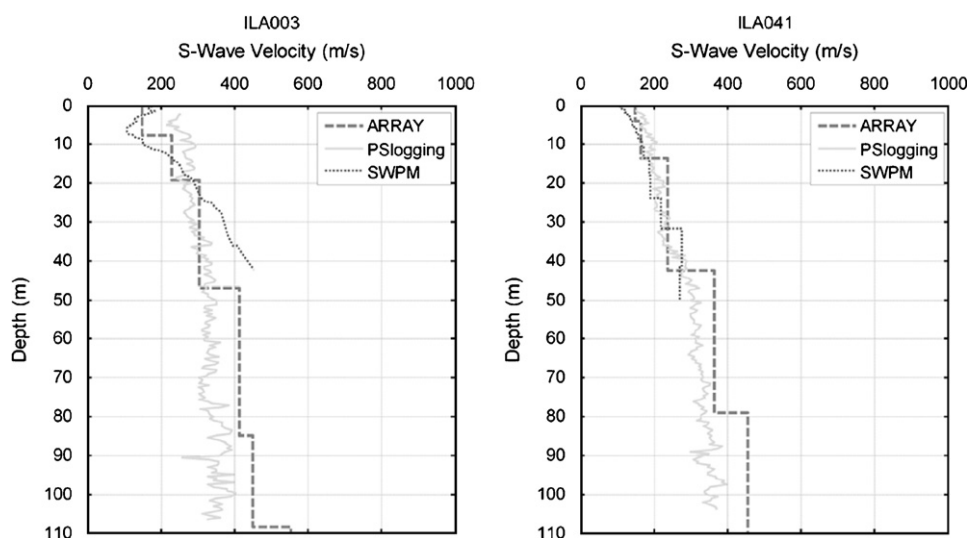 ILA003
S-Wave Velocity (m/s)
0 200 400 600 800 1000
0
10
20
30
40
50
60
70
80
90
100
110
Depth (m)
ARRAY
PSlogging
SWPM
ILA041
S-Wave Velocity (m/s)
0 200 400 600 800 1000
0
10
20
30
40
50
60
70
80
90
100
110
Depth (m)
ARRAY
PSlogging
SWPM